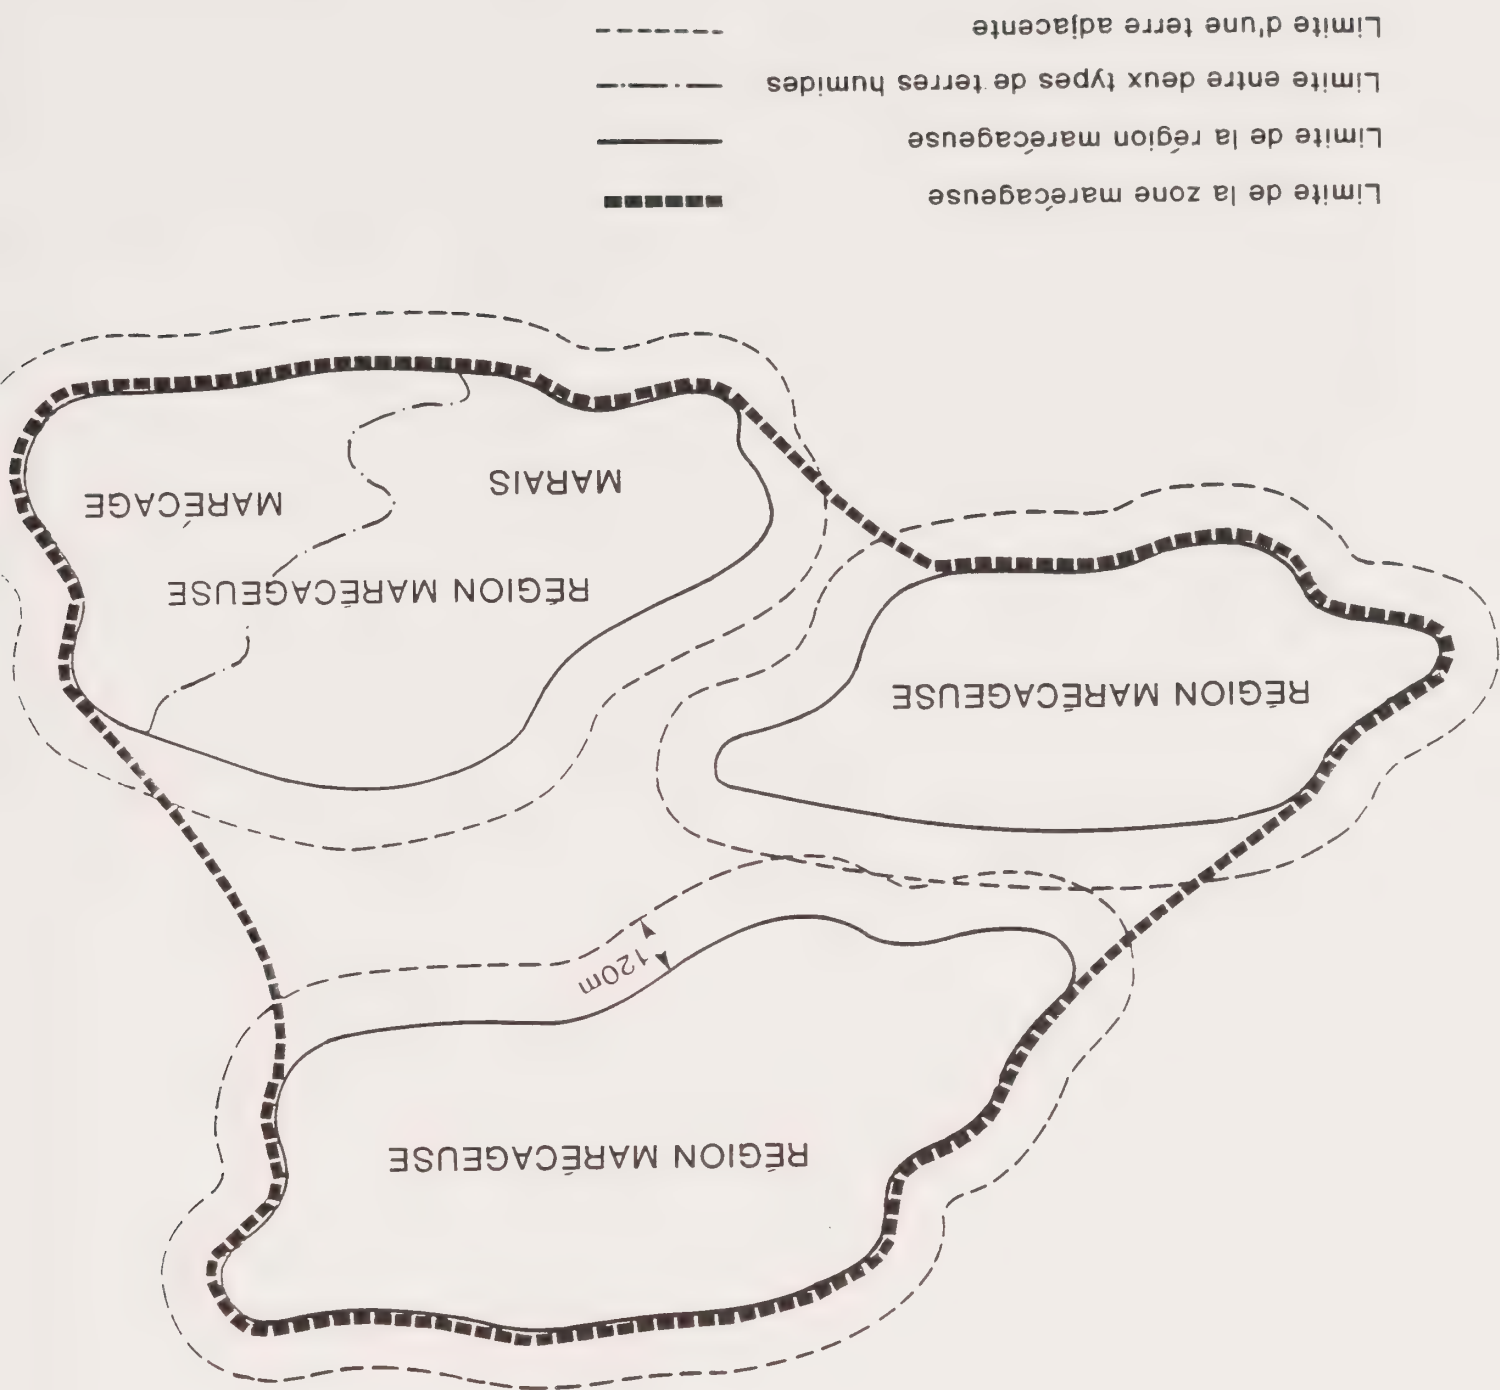 RÉGION MARÉCAGEUSE
120m
RÉGION MARÉCAGEUSE
RÉGION MARÉCAGEUSE
MARAIS
MARÉCAGE
Limite de la zone marécageuse
Limite de la région marécageuse
Limite entre deux types de terres humides
Limite d'une terre adjacente